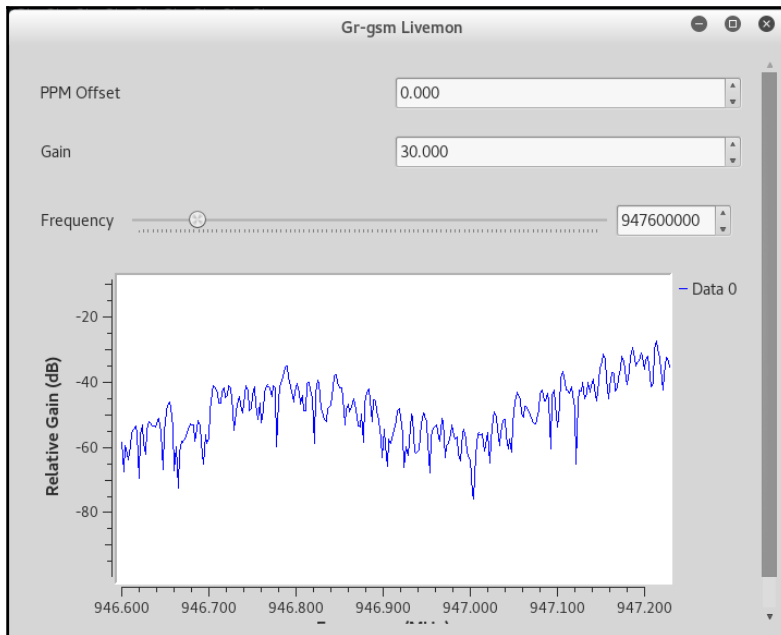 Gr-gsm Livemon
PPM Offset 0.000
Gain 30.000
Frequency 947600000
Data 0
Relative Gain (dB)
-20
-40
-60
-80
946.600 946.700 946.800 946.900 947.000 947.100 947.200